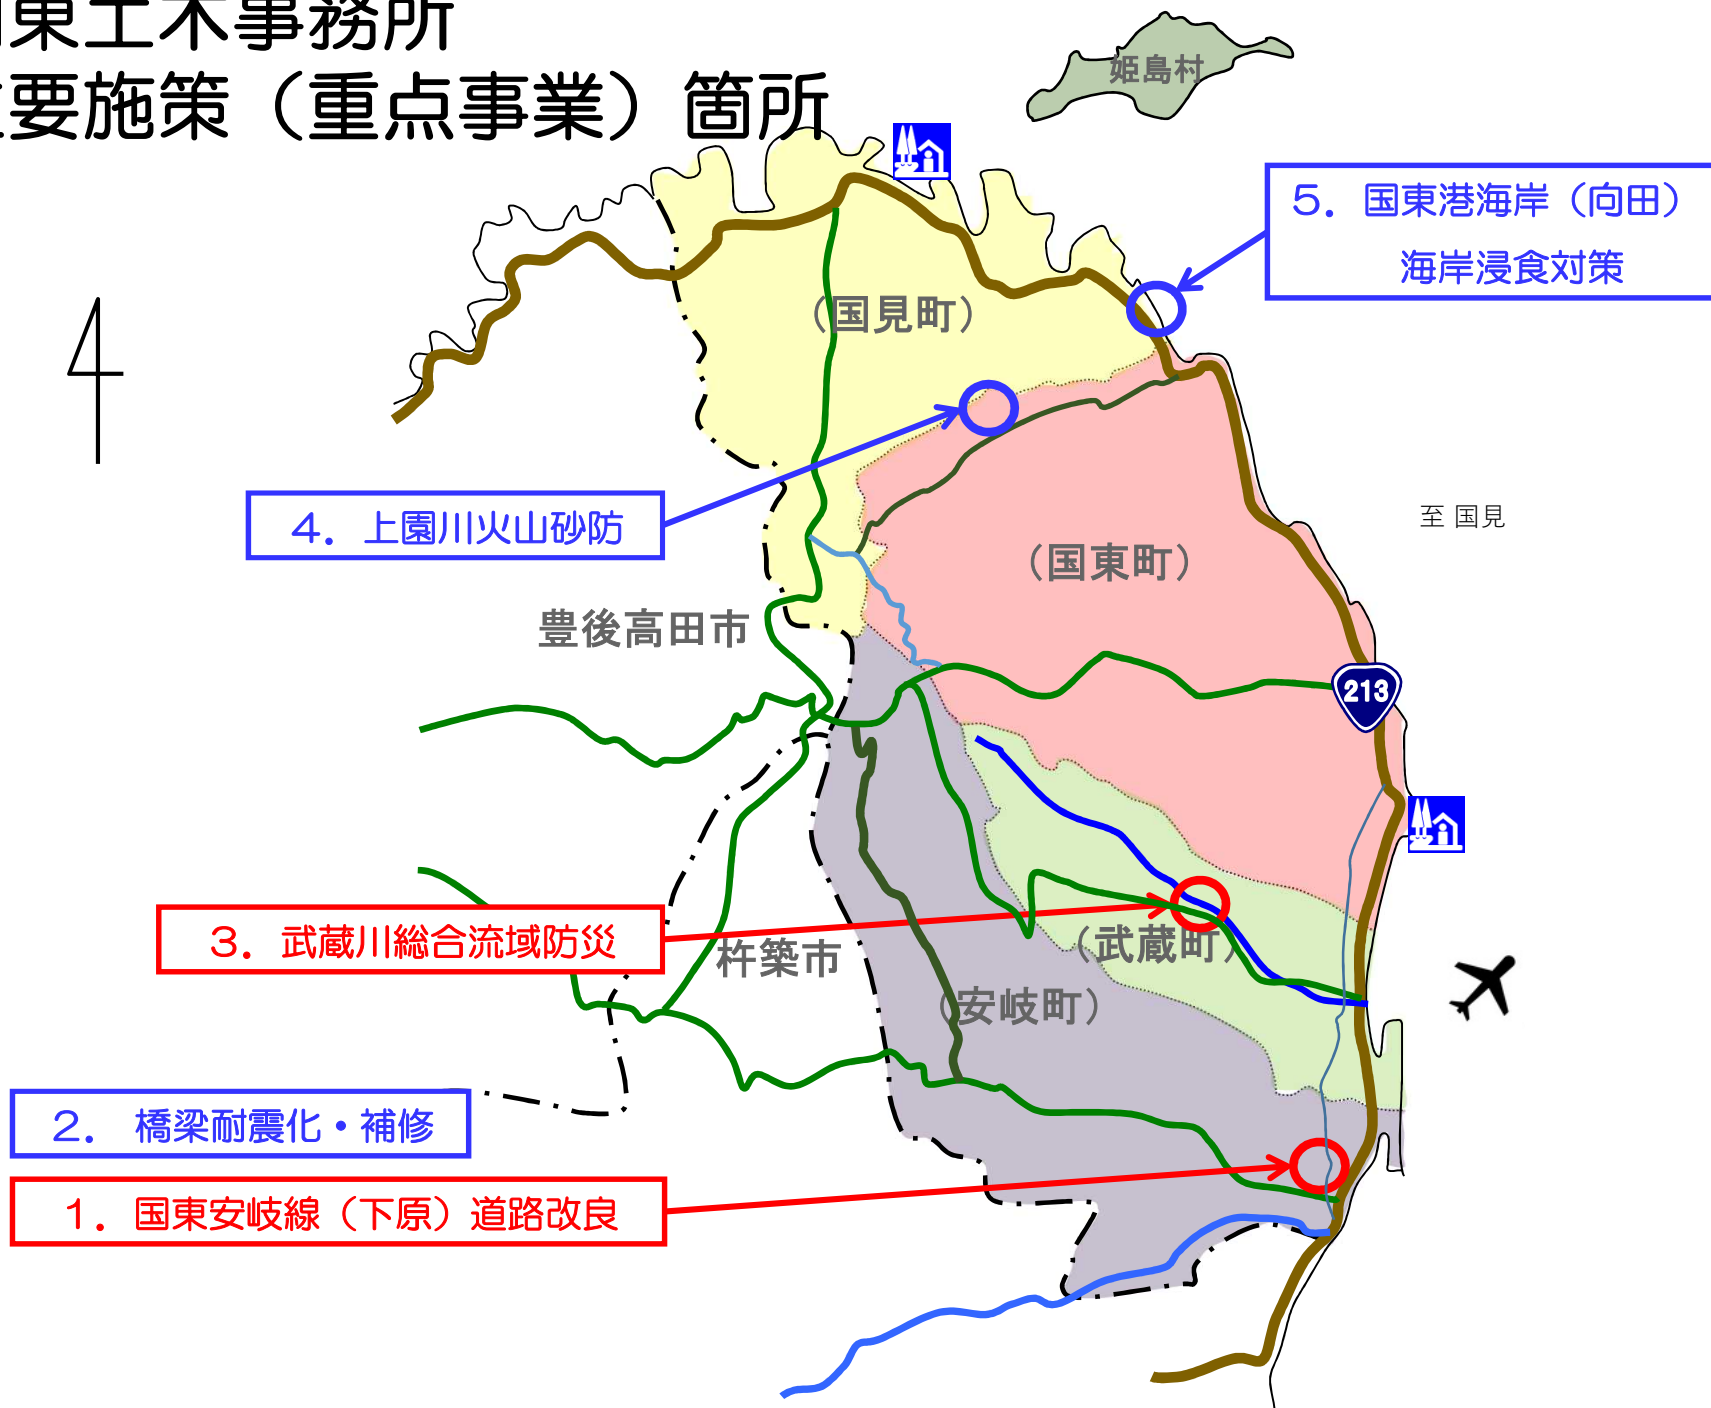 東土木事務所
要施策（重点事業）箇所
姫島村
5．国東港海岸（向田）
海岸浸食対策
（国見町）
4．上園川火山砂防
至 国見
（国東町）
豊後高田市
213
3．武蔵川総合流域防災
杵築市
（武蔵町）
（安岐町）
2． 橋梁耐震化・補修
1．国東安岐線（下原）道路改良